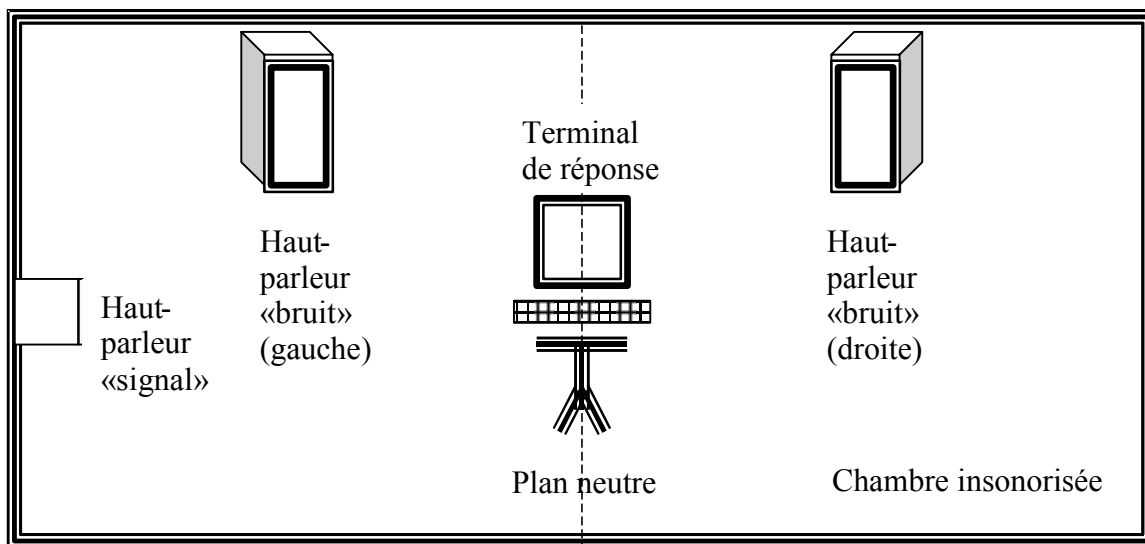 Terminal
de réponse
Haut-
parleur
«bruit»
(gauche)
Haut-
parleur
«bruit»
(droite)
Haut-
parleur
«signal»
Plan neutre
Chambre insonorisée